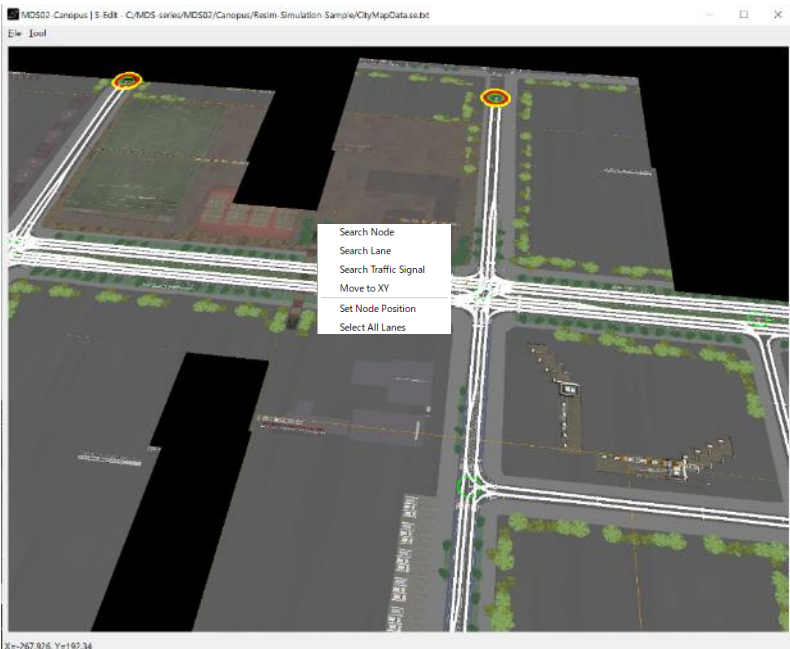 MDS02-Canopus | S-Edit - C:/MDS-series/MDS02/Canopus/Resim-Simulation-Sample/CityMapData.se.txt
File Tool
Search Node
Search Lane
Search Traffic Signal
Move to XY
Set Node Position
Select All Lanes
X=-267.926, Y=192.34